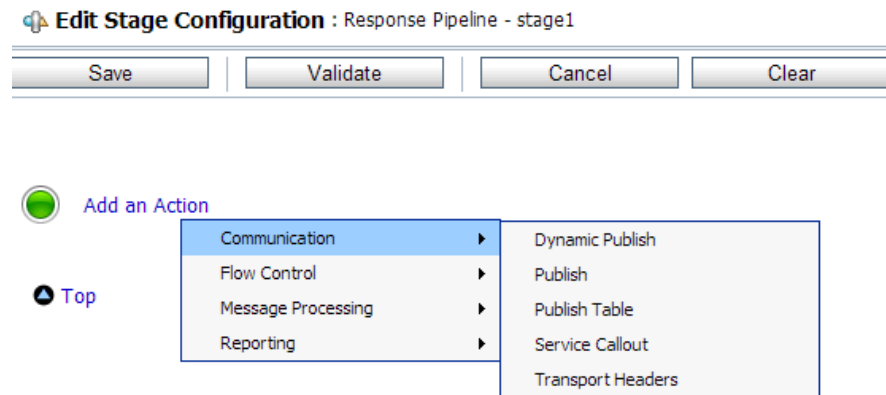 Edit Stage Configuration : Response Pipeline - stage1
Save Validate Cancel Clear
Add an Action
Communication
Flow Control
Message Processing
Reporting
Dynamic Publish
Publish
Publish Table
Service Callout
Transport Headers
Top